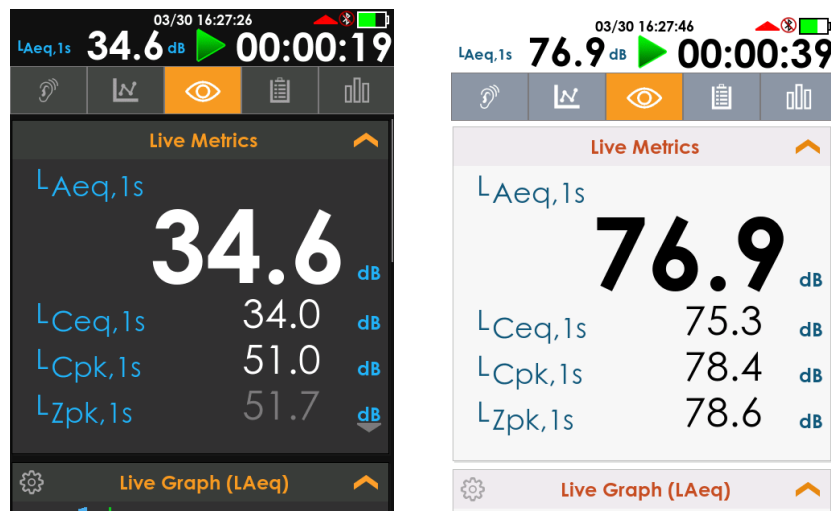 03/30 16:27:26
LAeq,1s 34.6 dB 00:00:19
Live Metrics
LAeq,1s
34.6 dB
LCeq,1s 34.0 dB
LCpk,1s 51.0 dB
LZpk,1s 51.7 dB
Live Graph (LAeq)
03/30 16:27:46
LAeq,1s 76.9 dB 00:00:39
Live Metrics
LAeq,1s
76.9 dB
LCeq,1s 75.3 dB
LCpk,1s 78.4 dB
LZpk,1s 78.6 dB
Live Graph (LAeq)